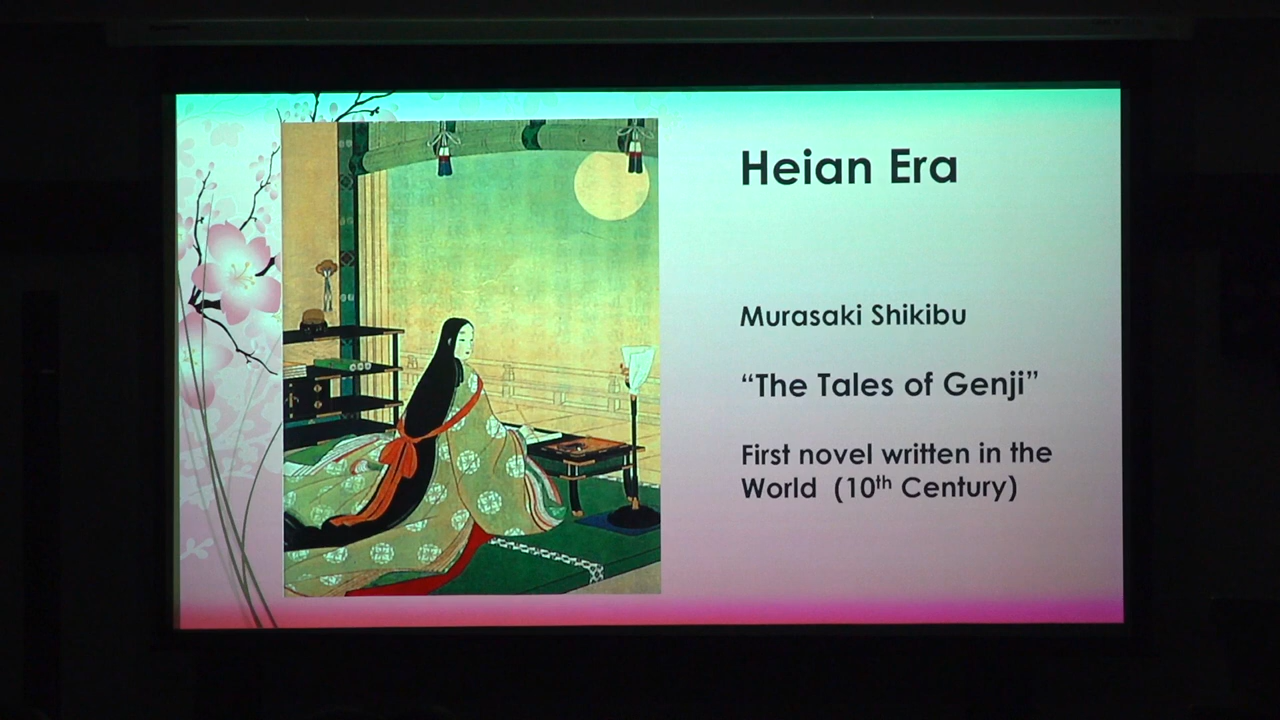 Heian Era
Murasaki Shikibu
“The Tales of Genji”
First novel written in the
World (10th Century)